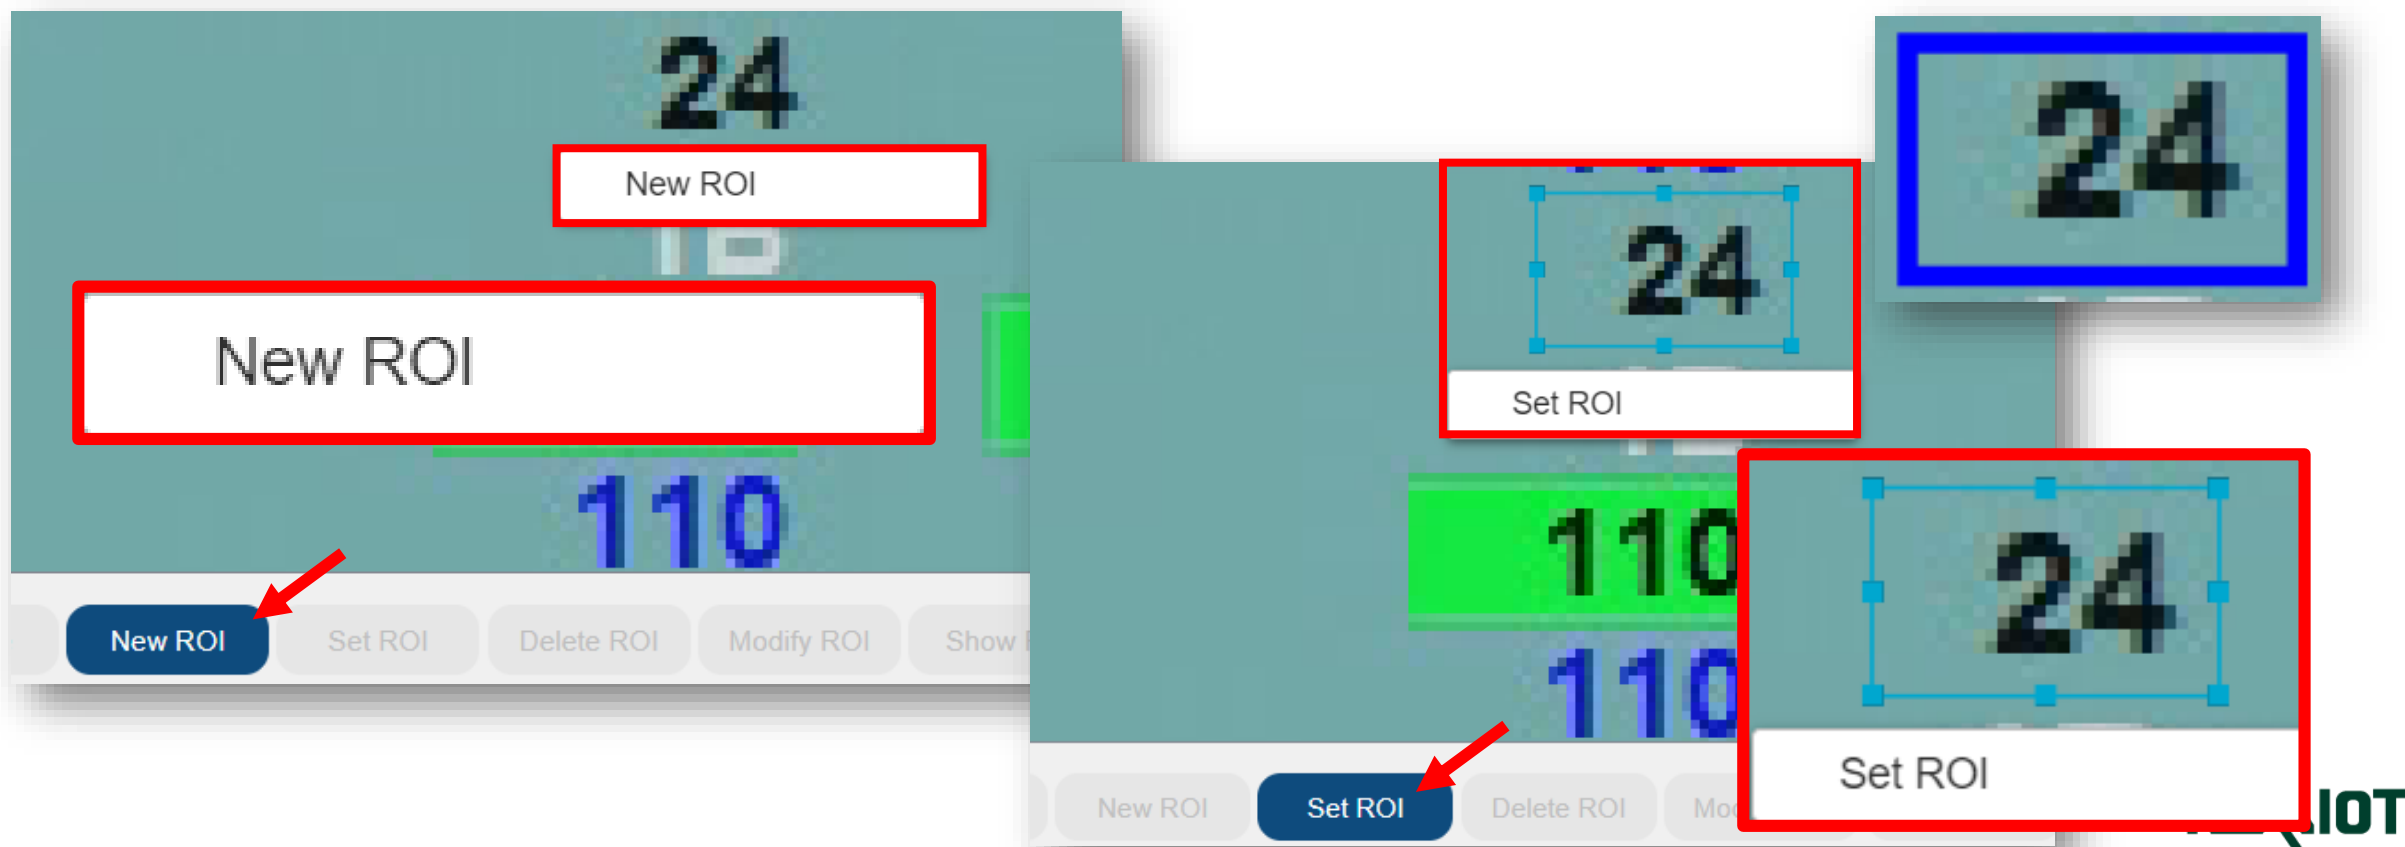 24
New ROI
New ROI
110
New ROI
Set ROI
Delete ROI
Modify ROI
Show
24
Set ROI
110
110
New ROI
Set ROI
Delete ROI
24
24
Set ROI
IOT